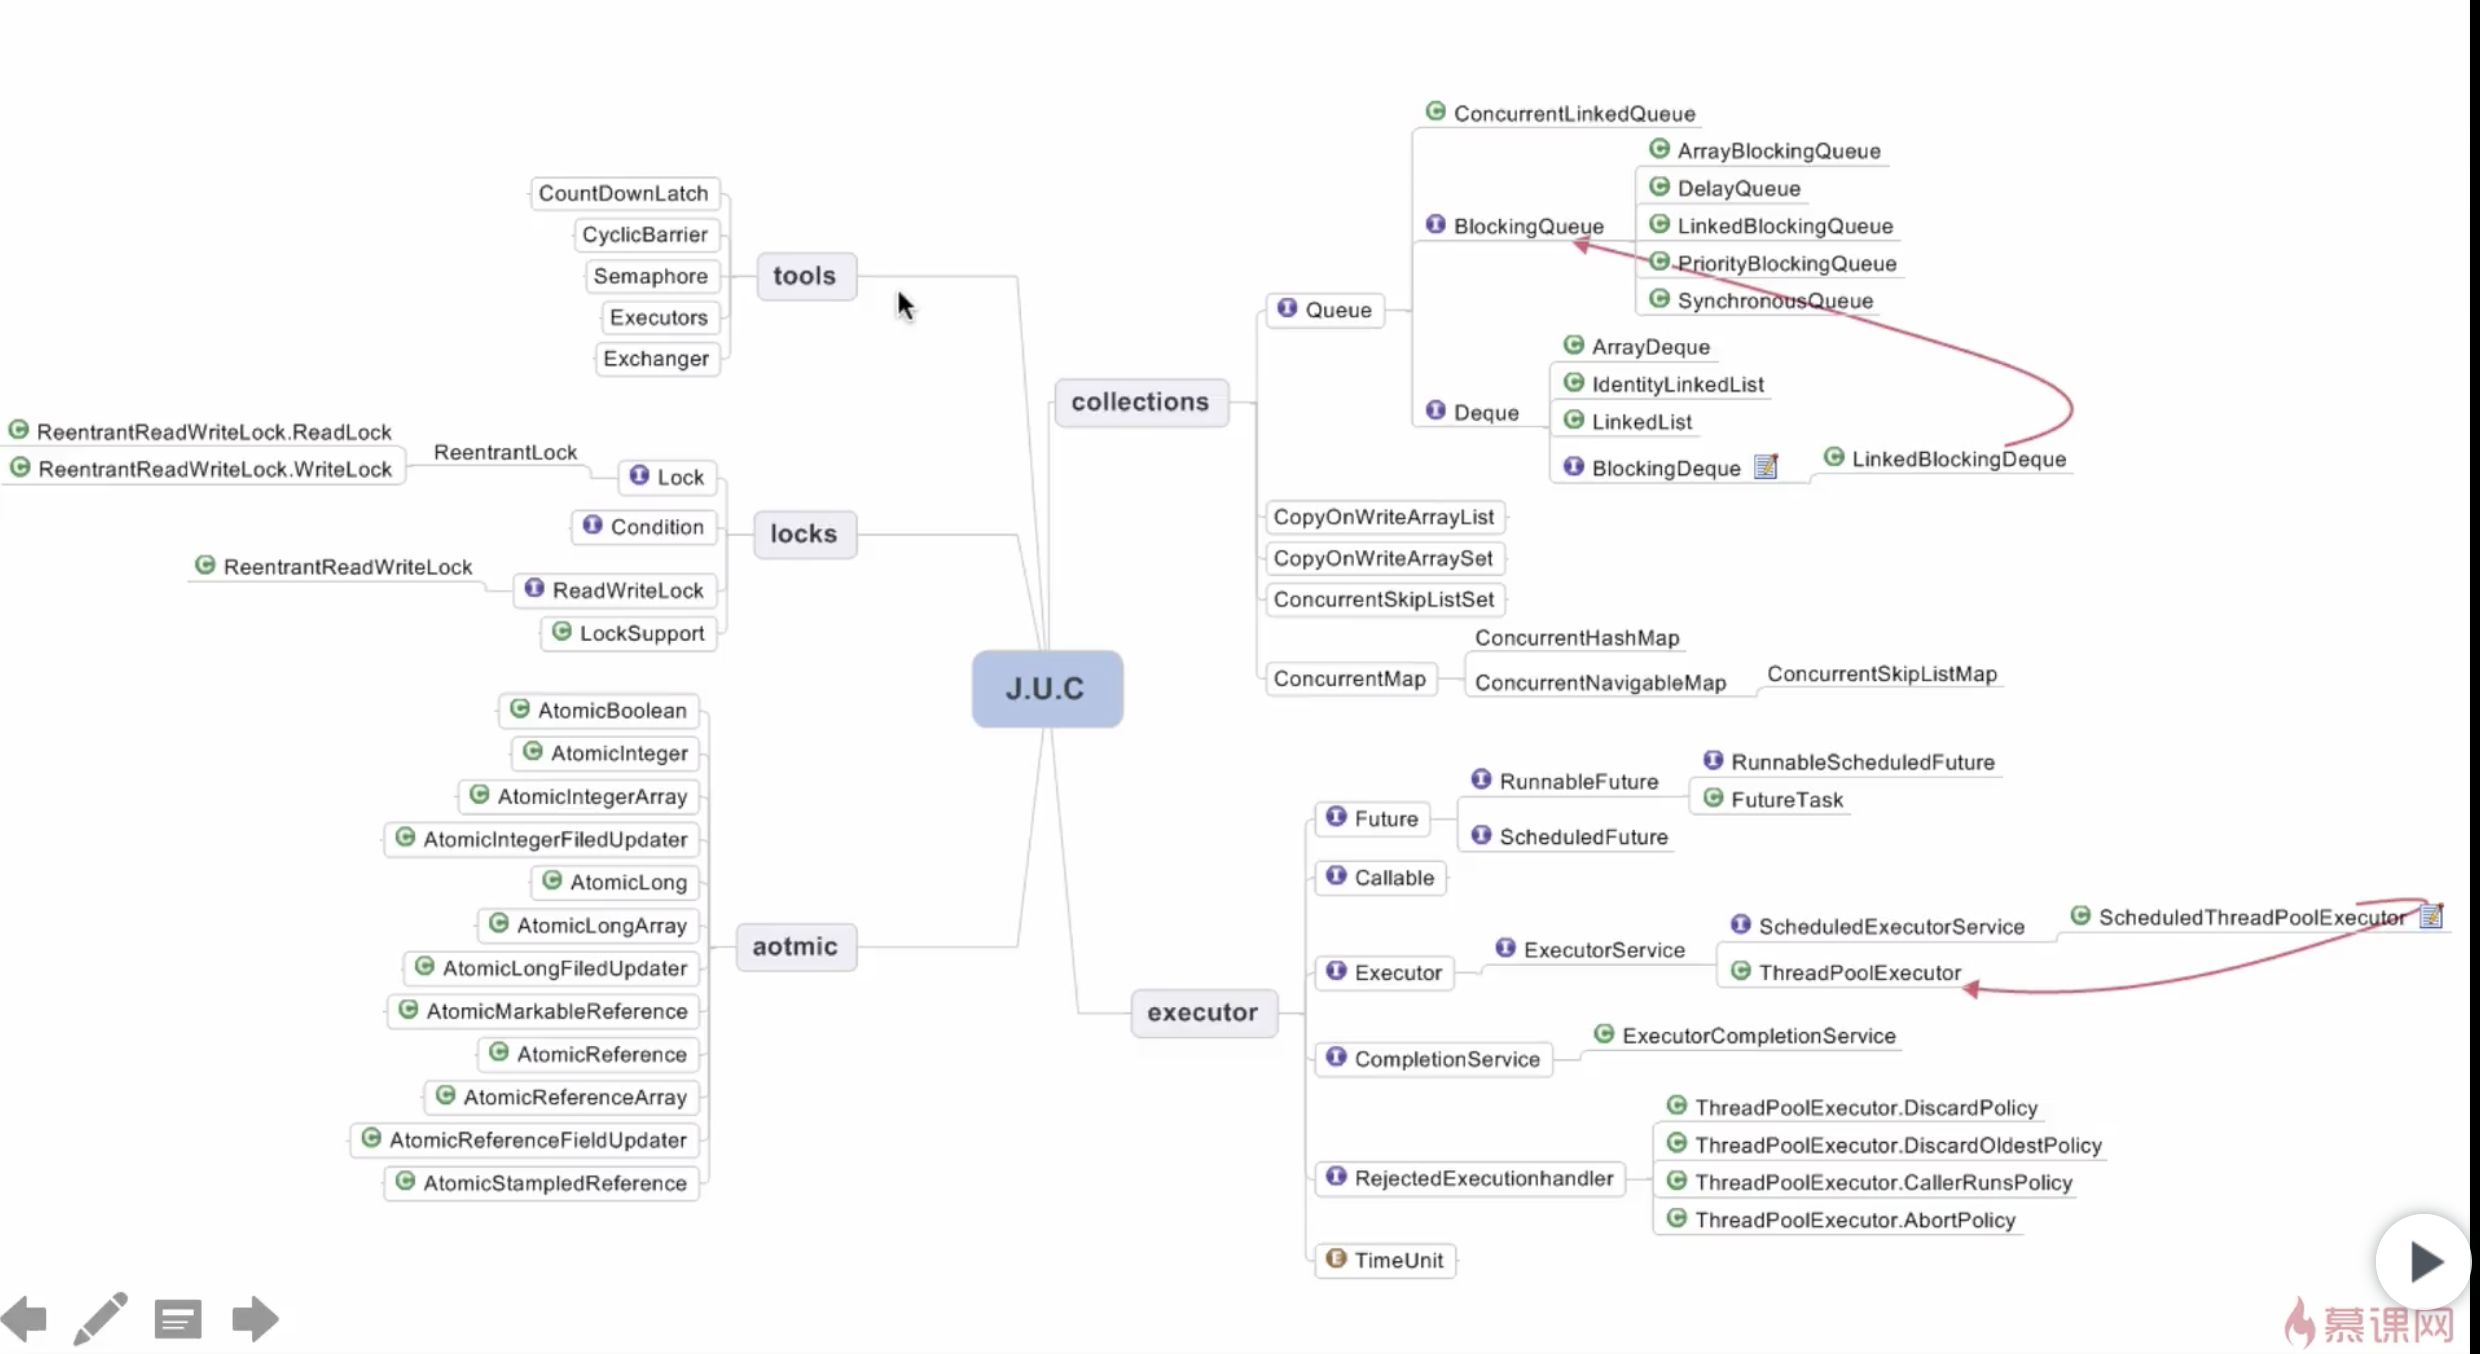 CountDownLatch
CyclicBarrier
Semaphore
Executors
Exchanger
tools
ReentrantReadWriteLock.ReadLock
ReentrantReadWriteLock.WriteLock
ReentrantLock
Lock
Condition
ReentrantReadWriteLock
ReadWriteLock
LockSupport
locks
AtomicBoolean
AtomicInteger
AtomicIntegerArray
AtomicIntegerFiledUpdater
AtomicLong
AtomicLongArray
AtomicLongFiledUpdater
AtomicMarkableReference
AtomicReference
AtomicReferenceArray
AtomicReferenceFieldUpdater
AtomicStampledReference
aotmic
J.U.C
collections
Queue
ConcurrentLinkedQueue
BlockingQueue
ArrayBlockingQueue
DelayQueue
LinkedBlockingQueue
PriorityBlockingQueue
SynchronousQueue
Deque
ArrayDeque
IdentityLinkedList
LinkedList
BlockingDeque
LinkedBlockingDeque
CopyOnWriteArrayList
CopyOnWriteArraySet
ConcurrentSkipListSet
ConcurrentMap
ConcurrentHashMap
ConcurrentNavigableMap
ConcurrentSkipListMap
executor
Future
RunnableFuture
RunnableScheduledFuture
FutureTask
ScheduledFuture
Callable
Executor
ExecutorService
ScheduledExecutorService
ScheduledThreadPoolExecutor
ThreadPoolExecutor
CompletionService
ExecutorCompletionService
RejectedExecutionhandler
ThreadPoolExecutor.DiscardPolicy
ThreadPoolExecutor.DiscardOldestPolicy
ThreadPoolExecutor.CallerRunsPolicy
ThreadPoolExecutor.AbortPolicy
TimeUnit
慕课网